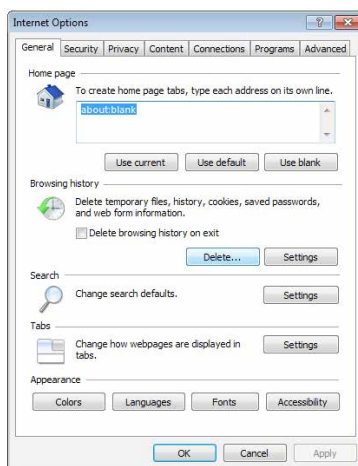 Internet Options
General Security Privacy Content Connections Programs Advanced
Home page
To create home page tabs, type each address on its own line.
about:blank
Use current Use default Use blank
Browsing history
Delete temporary files, history, cookies, saved passwords,
and web form information.
Delete browsing history on exit
Delete... Settings
Search
Change search defaults. Settings
Tabs
Change how webpages are displayed in
tabs.
Settings
Appearance
Colors Languages Fonts Accessibility
OK Cancel Apply